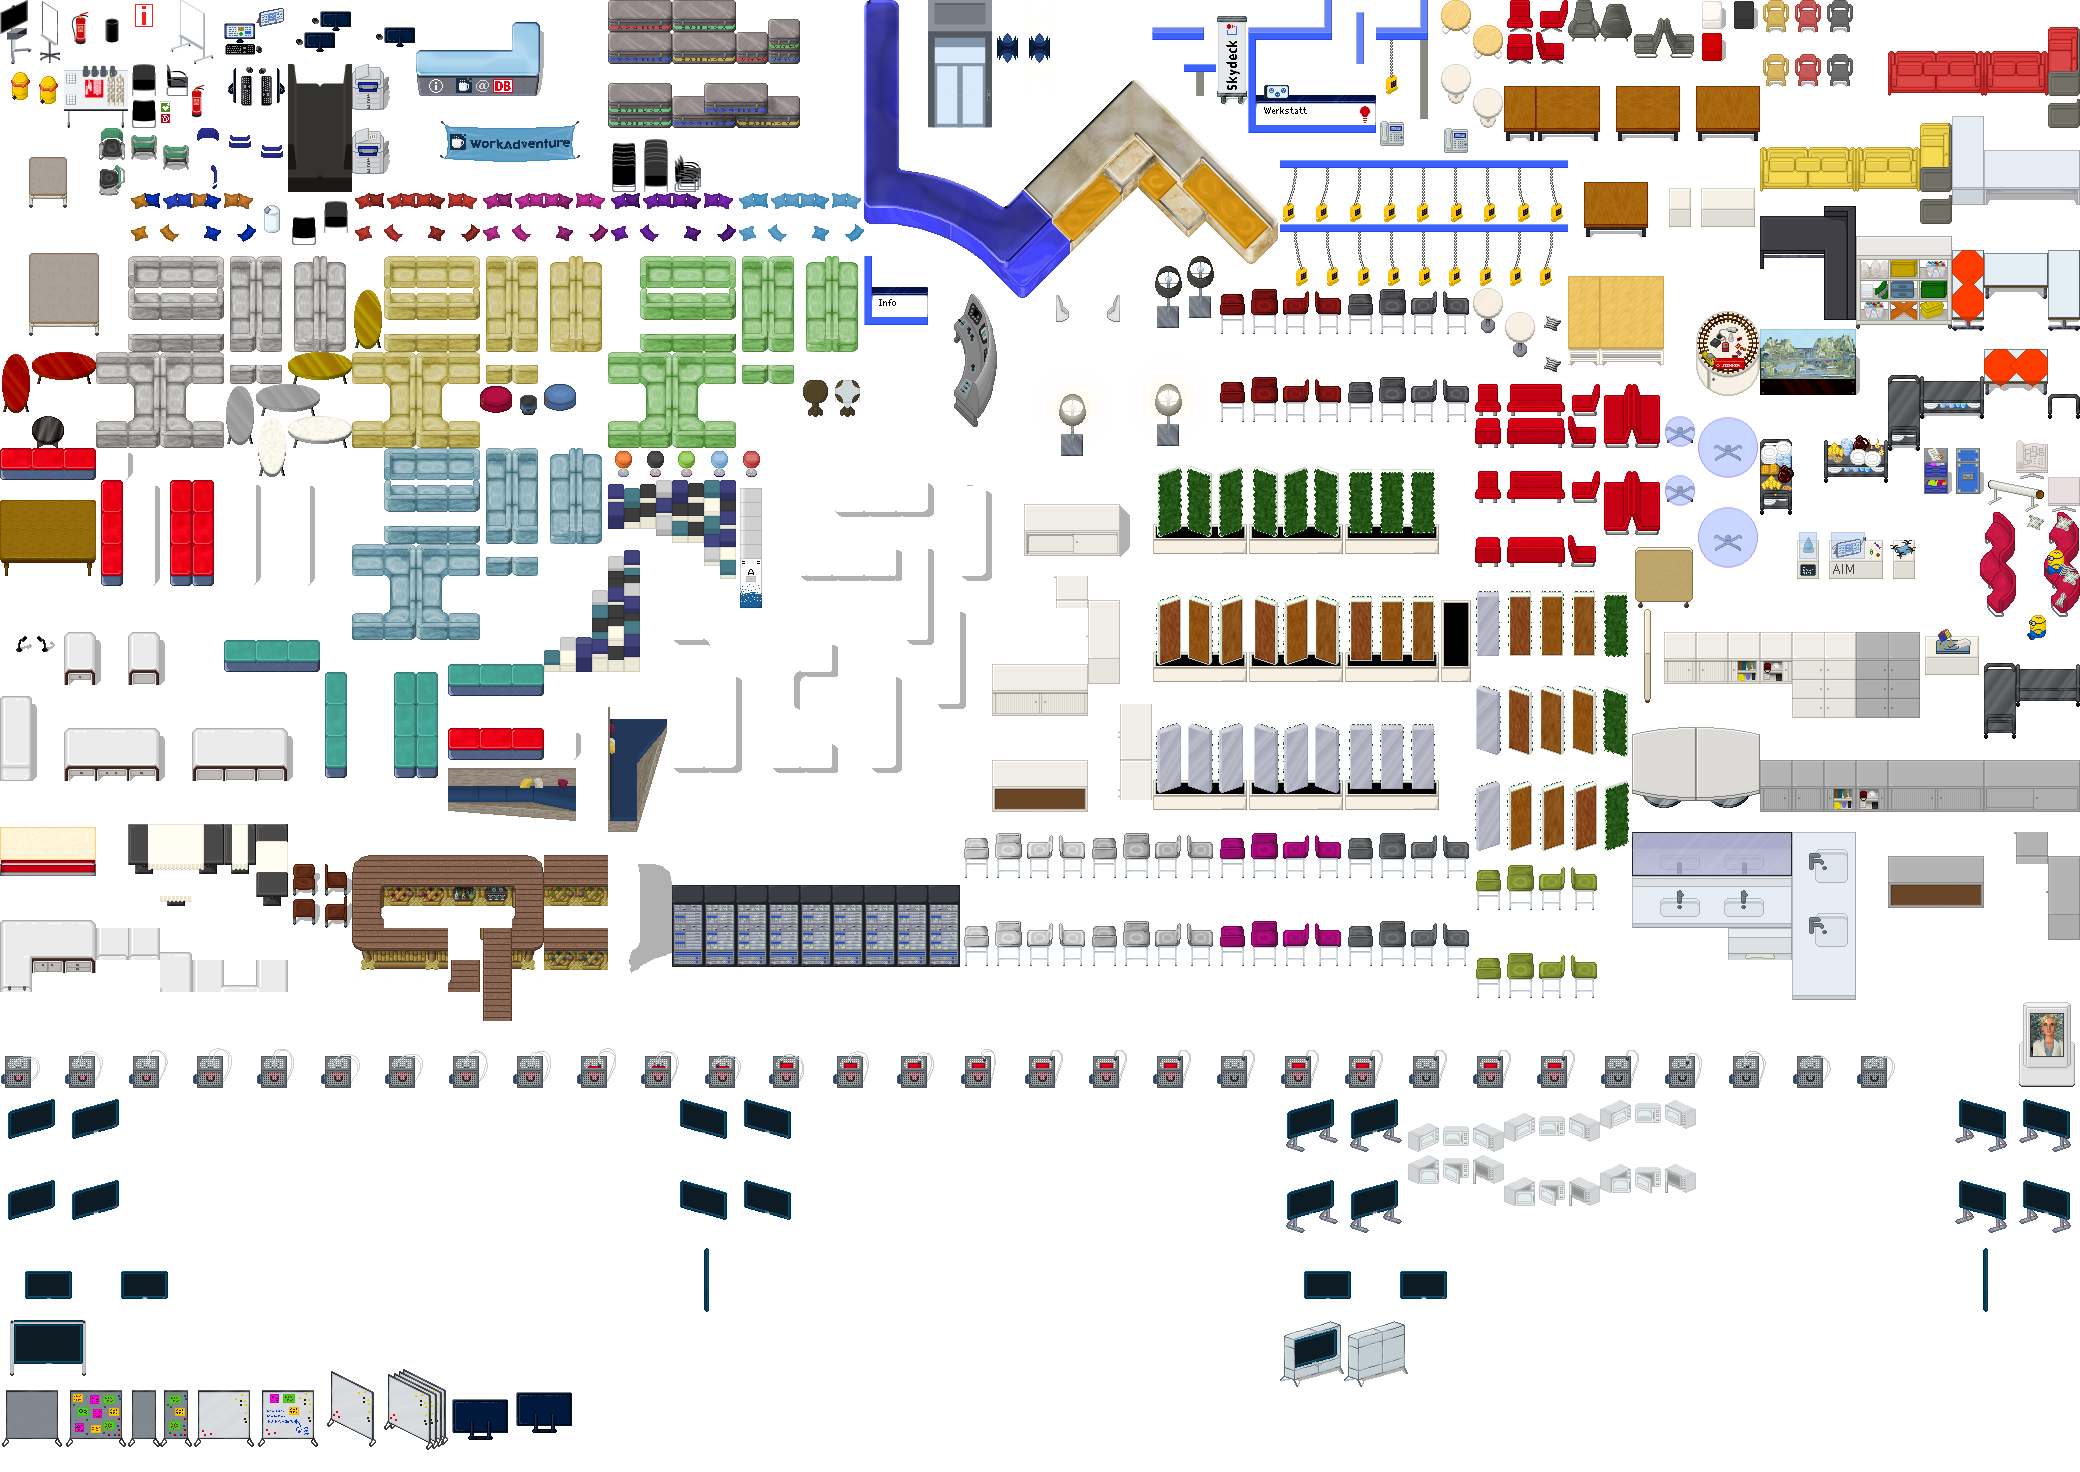 i
i @ DB
WorkAdventure
Skydeck
Werkstatt
Info
A
AIM